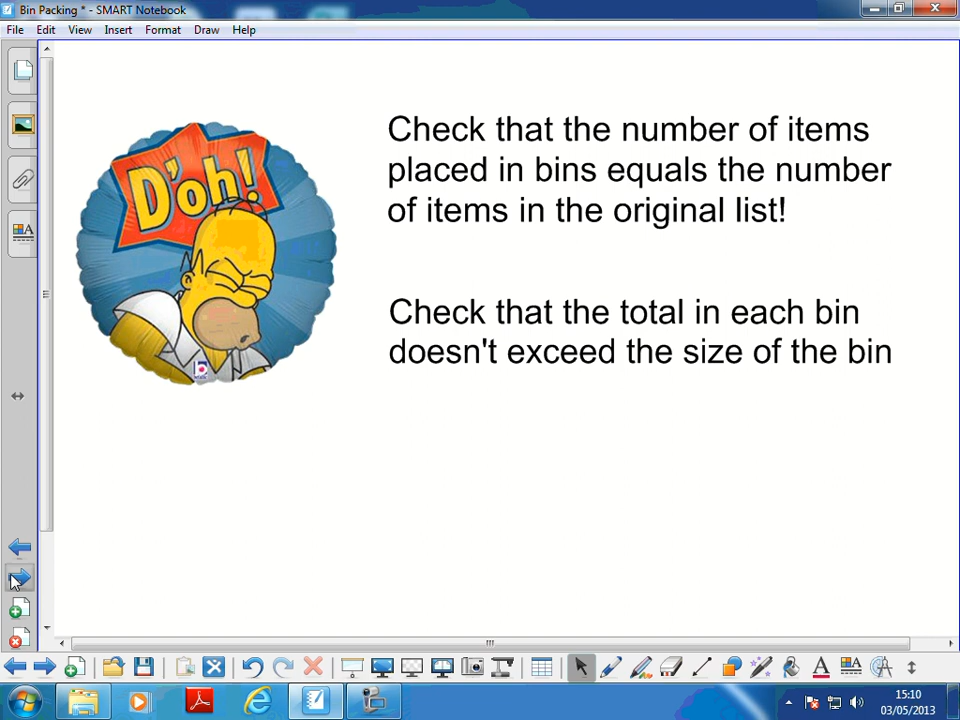 Bin Packing * - SMART Notebook
File Edit View Insert Format Draw Help
D'oh!
Check that the number of items
placed in bins equals the number
of items in the original list!
Check that the total in each bin
doesn't exceed the size of the bin
15:10
03/05/2013